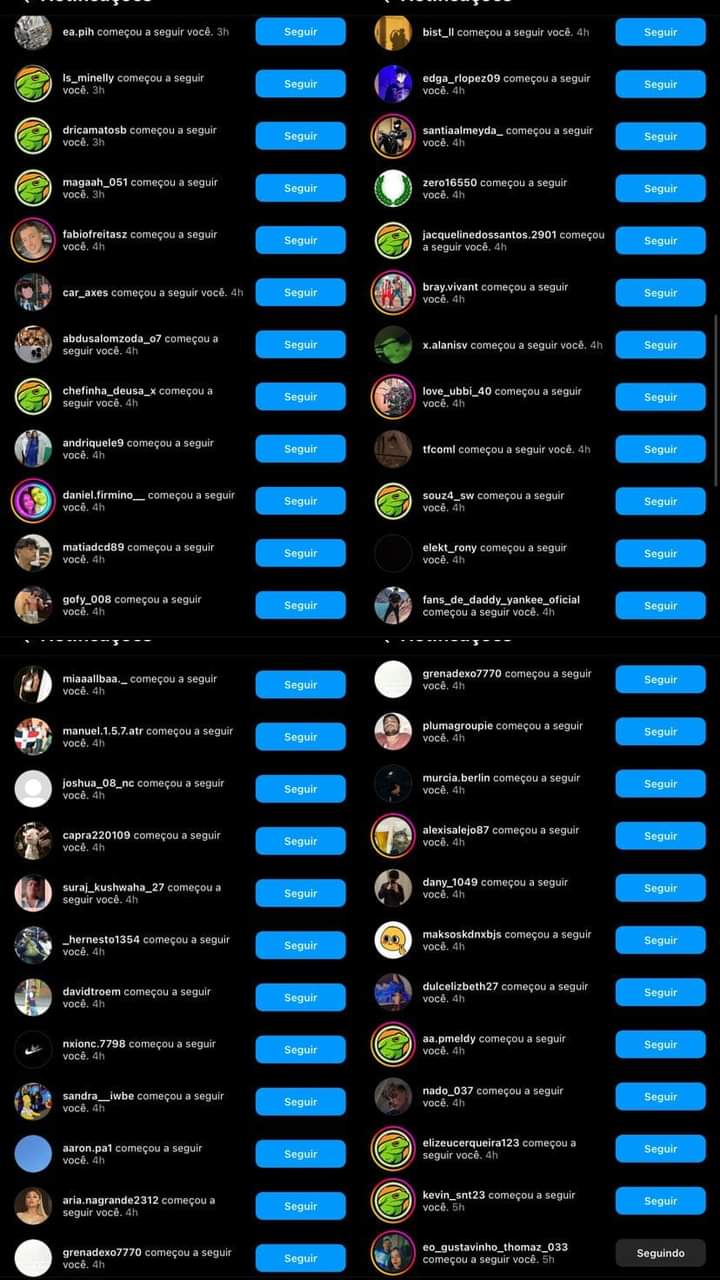 ea.pih começou a seguir você. 3h
Seguir
ls_minelly começou a seguir
você. 3h
Seguir
dricamatosb começou a seguir
você. 3h
Seguir
magaah_051 começou a seguir
você. 3h
Seguir
fabiofreitasz começou a seguir
você. 4h
Seguir
car_axes começou a seguir você. 4h
Seguir
abdusalomzoda_o7 começou a
seguir você. 4h
Seguir
chefinha_deusa_x começou a
seguir você. 4h
Seguir
andriquele9 começou a seguir
você. 4h
Seguir
daniel.firmino__ começou a seguir
você. 4h
Seguir
matiadcd89 começou a seguir
você. 4h
Seguir
gofy_008 começou a seguir
você. 4h
Seguir
bist_ll começou a seguir você. 4h
Seguir
edga_rlopez09 começou a seguir
você. 4h
Seguir
santiaalmeyda_ começou a seguir
você. 4h
Seguir
zero16550 começou a seguir
você. 4h
Seguir
jacquelinedossantos.2901 começou
a seguir você. 4h
Seguir
bray.vivant começou a seguir
você. 4h
Seguir
x.alanisv começou a seguir você. 4h
Seguir
love_ubbi_40 começou a seguir
você. 4h
Seguir
tfcoml começou a seguir você. 4h
Seguir
souz4_sw começou a seguir
você. 4h
Seguir
elekt_rony começou a seguir
você. 4h
Seguir
fans_de_daddy_yankee_oficial
começou a seguir você. 4h
Seguir
miaaallbaa._ começou a seguir
você. 4h
Seguir
manuel.1.5.7.atr começou a seguir
você. 4h
Seguir
joshua_08_nc começou a seguir
você. 4h
Seguir
capra220109 começou a seguir
você. 4h
Seguir
suraj_kushwaha_27 começou a
seguir você. 4h
Seguir
_hernesto1354 começou a seguir
você. 4h
Seguir
davidtroem começou a seguir
você. 4h
Seguir
nxionc.7798 começou a seguir
você. 4h
Seguir
sandra__iwbe começou a seguir
você. 4h
Seguir
aaron.pa1 começou a seguir
você. 4h
Seguir
aria.nagrande2312 começou a
seguir você. 4h
Seguir
grenadexo7770 começou a seguir
você. 4h
Seguir
grenadexo7770 começou a seguir
você. 4h
Seguir
plumagroupie começou a seguir
você. 4h
Seguir
murcia.berlin começou a seguir
você. 4h
Seguir
alexisalejo87 começou a seguir
você. 4h
Seguir
dany_1049 começou a seguir
você. 4h
Seguir
maksoskdnxbjs começou a seguir
você. 4h
Seguir
dulcelizbeth27 começou a seguir
você. 4h
Seguir
aa.pmeldy começou a seguir
você. 4h
Seguir
nado_037 começou a seguir
você. 4h
Seguir
elizeucerqueira123 começou a
seguir você. 4h
Seguir
kevin_snt23 começou a seguir
você. 5h
Seguir
eo_gustavinho_thomaz_033
começou a seguir você. 5h
Seguindo